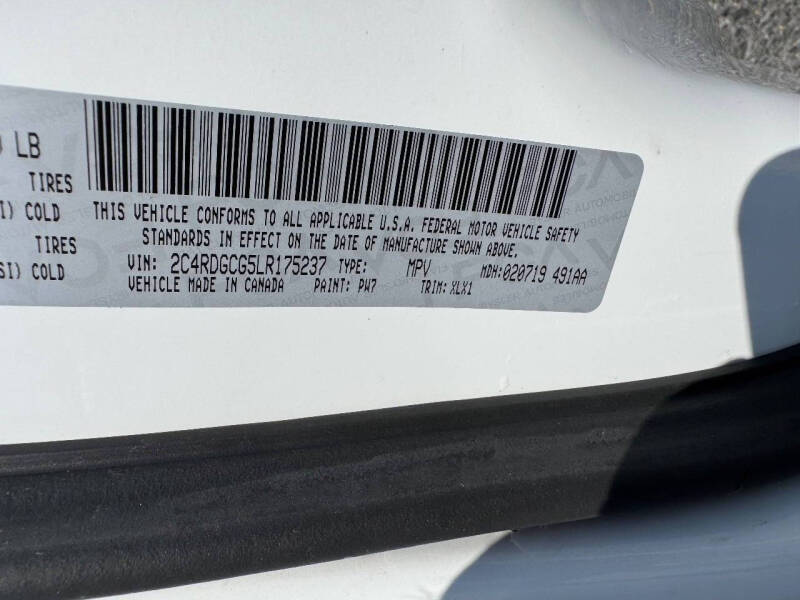 LB
TIRES
COLD
THIS VEHICLE CONFORMS TO ALL APPLICABLE U.S.A. FEDERAL MOTOR VEHICLE SAFETY
TIRES
STANDARDS IN EFFECT ON THE DATE OF MANUFACTURE SHOWN ABOVE.
COLD
VIN: 2C4RDGCG5LR175237 TYPE: MPV MDH:020719 491AA
VEHICLE MADE IN CANADA PAINT: PW7 TRIM: XLX1